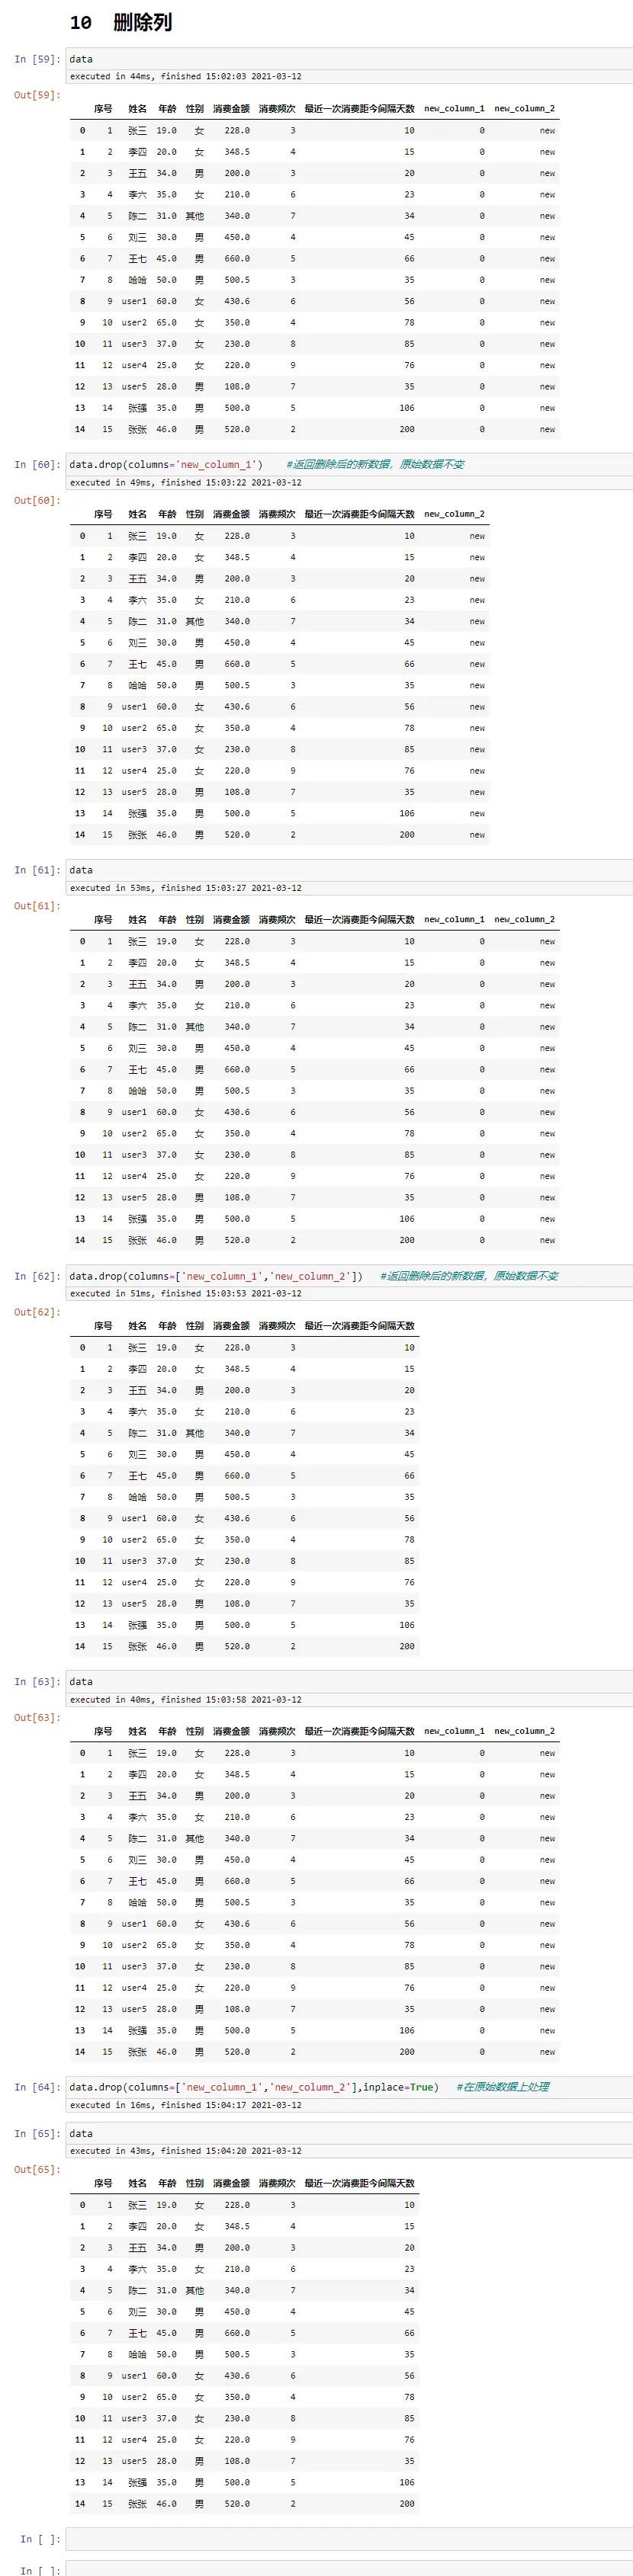 10 删除列
In [59]: data
executed in 44ms, finished 15:02:03 2021-03-12
Out[59]:
序号 姓名 年龄 性别 消费金额 消费频次 最近一次消费距今间隔天数 new_column_1 new_column_2
0 1 张三 19.0 女 228.0 3 10 0 new
1 2 李四 20.0 女 348.5 4 15 0 new
2 3 王五 34.0 男 200.0 3 20 0 new
3 4 李六 35.0 女 210.0 6 23 0 new
4 5 陈二 31.0 其他 340.0 7 34 0 new
5 6 刘三 30.0 男 450.0 4 45 0 new
6 7 王七 45.0 男 660.0 5 66 0 new
7 8 哈哈 50.0 男 500.5 3 35 0 new
8 9 user1 60.0 女 430.6 6 56 0 new
9 10 user2 65.0 女 350.0 4 78 0 new
10 11 user3 37.0 女 230.0 8 85 0 new
11 12 user4 25.0 女 220.0 9 76 0 new
12 13 user5 28.0 男 108.0 7 35 0 new
13 14 张强 35.0 男 500.0 5 106 0 new
14 15 张张 46.0 男 520.0 2 200 0 new
In [60]: data.drop(columns='new_column_1') #返回删除后的新数据，原始数据不变
executed in 49ms, finished 15:03:22 2021-03-12
Out[60]:
序号 姓名 年龄 性别 消费金额 消费频次 最近一次消费距今间隔天数 new_column_2
0 1 张三 19.0 女 228.0 3 10 new
1 2 李四 20.0 女 348.5 4 15 new
2 3 王五 34.0 男 200.0 3 20 new
3 4 李六 35.0 女 210.0 6 23 new
4 5 陈二 31.0 其他 340.0 7 34 new
5 6 刘三 30.0 男 450.0 4 45 new
6 7 王七 45.0 男 660.0 5 66 new
7 8 哈哈 50.0 男 500.5 3 35 new
8 9 user1 60.0 女 430.6 6 56 new
9 10 user2 65.0 女 350.0 4 78 new
10 11 user3 37.0 女 230.0 8 85 new
11 12 user4 25.0 女 220.0 9 76 new
12 13 user5 28.0 男 108.0 7 35 new
13 14 张强 35.0 男 500.0 5 106 new
14 15 张张 46.0 男 520.0 2 200 new
In [61]: data
executed in 53ms, finished 15:03:27 2021-03-12
Out[61]:
序号 姓名 年龄 性别 消费金额 消费频次 最近一次消费距今间隔天数 new_column_1 new_column_2
0 1 张三 19.0 女 228.0 3 10 0 new
1 2 李四 20.0 女 348.5 4 15 0 new
2 3 王五 34.0 男 200.0 3 20 0 new
3 4 李六 35.0 女 210.0 6 23 0 new
4 5 陈二 31.0 其他 340.0 7 34 0 new
5 6 刘三 30.0 男 450.0 4 45 0 new
6 7 王七 45.0 男 660.0 5 66 0 new
7 8 哈哈 50.0 男 500.5 3 35 0 new
8 9 user1 60.0 女 430.6 6 56 0 new
9 10 user2 65.0 女 350.0 4 78 0 new
10 11 user3 37.0 女 230.0 8 85 0 new
11 12 user4 25.0 女 220.0 9 76 0 new
12 13 user5 28.0 男 108.0 7 35 0 new
13 14 张强 35.0 男 500.0 5 106 0 new
14 15 张张 46.0 男 520.0 2 200 0 new
In [62]: data.drop(columns=['new_column_1','new_column_2']) #返回删除后的新数据，原始数据不变
executed in 51ms, finished 15:03:53 2021-03-12
Out[62]:
序号 姓名 年龄 性别 消费金额 消费频次 最近一次消费距今间隔天数
0 1 张三 19.0 女 228.0 3 10
1 2 李四 20.0 女 348.5 4 15
2 3 王五 34.0 男 200.0 3 20
3 4 李六 35.0 女 210.0 6 23
4 5 陈二 31.0 其他 340.0 7 34
5 6 刘三 30.0 男 450.0 4 45
6 7 王七 45.0 男 660.0 5 66
7 8 哈哈 50.0 男 500.5 3 35
8 9 user1 60.0 女 430.6 6 56
9 10 user2 65.0 女 350.0 4 78
10 11 user3 37.0 女 230.0 8 85
11 12 user4 25.0 女 220.0 9 76
12 13 user5 28.0 男 108.0 7 35
13 14 张强 35.0 男 500.0 5 106
14 15 张张 46.0 男 520.0 2 200
In [63]: data
executed in 40ms, finished 15:03:58 2021-03-12
Out[63]:
序号 姓名 年龄 性别 消费金额 消费频次 最近一次消费距今间隔天数 new_column_1 new_column_2
0 1 张三 19.0 女 228.0 3 10 0 new
1 2 李四 20.0 女 348.5 4 15 0 new
2 3 王五 34.0 男 200.0 3 20 0 new
3 4 李六 35.0 女 210.0 6 23 0 new
4 5 陈二 31.0 其他 340.0 7 34 0 new
5 6 刘三 30.0 男 450.0 4 45 0 new
6 7 王七 45.0 男 660.0 5 66 0 new
7 8 哈哈 50.0 男 500.5 3 35 0 new
8 9 user1 60.0 女 430.6 6 56 0 new
9 10 user2 65.0 女 350.0 4 78 0 new
10 11 user3 37.0 女 230.0 8 85 0 new
11 12 user4 25.0 女 220.0 9 76 0 new
12 13 user5 28.0 男 108.0 7 35 0 new
13 14 张强 35.0 男 500.0 5 106 0 new
14 15 张张 46.0 男 520.0 2 200 0 new
In [64]: data.drop(columns=['new_column_1','new_column_2'],inplace=True) #在原始数据上处理
executed in 16ms, finished 15:04:17 2021-03-12
In [65]: data
executed in 43ms, finished 15:04:20 2021-03-12
Out[65]:
序号 姓名 年龄 性别 消费金额 消费频次 最近一次消费距今间隔天数
0 1 张三 19.0 女 228.0 3 10
1 2 李四 20.0 女 348.5 4 15
2 3 王五 34.0 男 200.0 3 20
3 4 李六 35.0 女 210.0 6 23
4 5 陈二 31.0 其他 340.0 7 34
5 6 刘三 30.0 男 450.0 4 45
6 7 王七 45.0 男 660.0 5 66
7 8 哈哈 50.0 男 500.5 3 35
8 9 user1 60.0 女 430.6 6 56
9 10 user2 65.0 女 350.0 4 78
10 11 user3 37.0 女 230.0 8 85
11 12 user4 25.0 女 220.0 9 76
12 13 user5 28.0 男 108.0 7 35
13 14 张强 35.0 男 500.0 5 106
14 15 张张 46.0 男 520.0 2 200
In [ ]:
In [ ]: